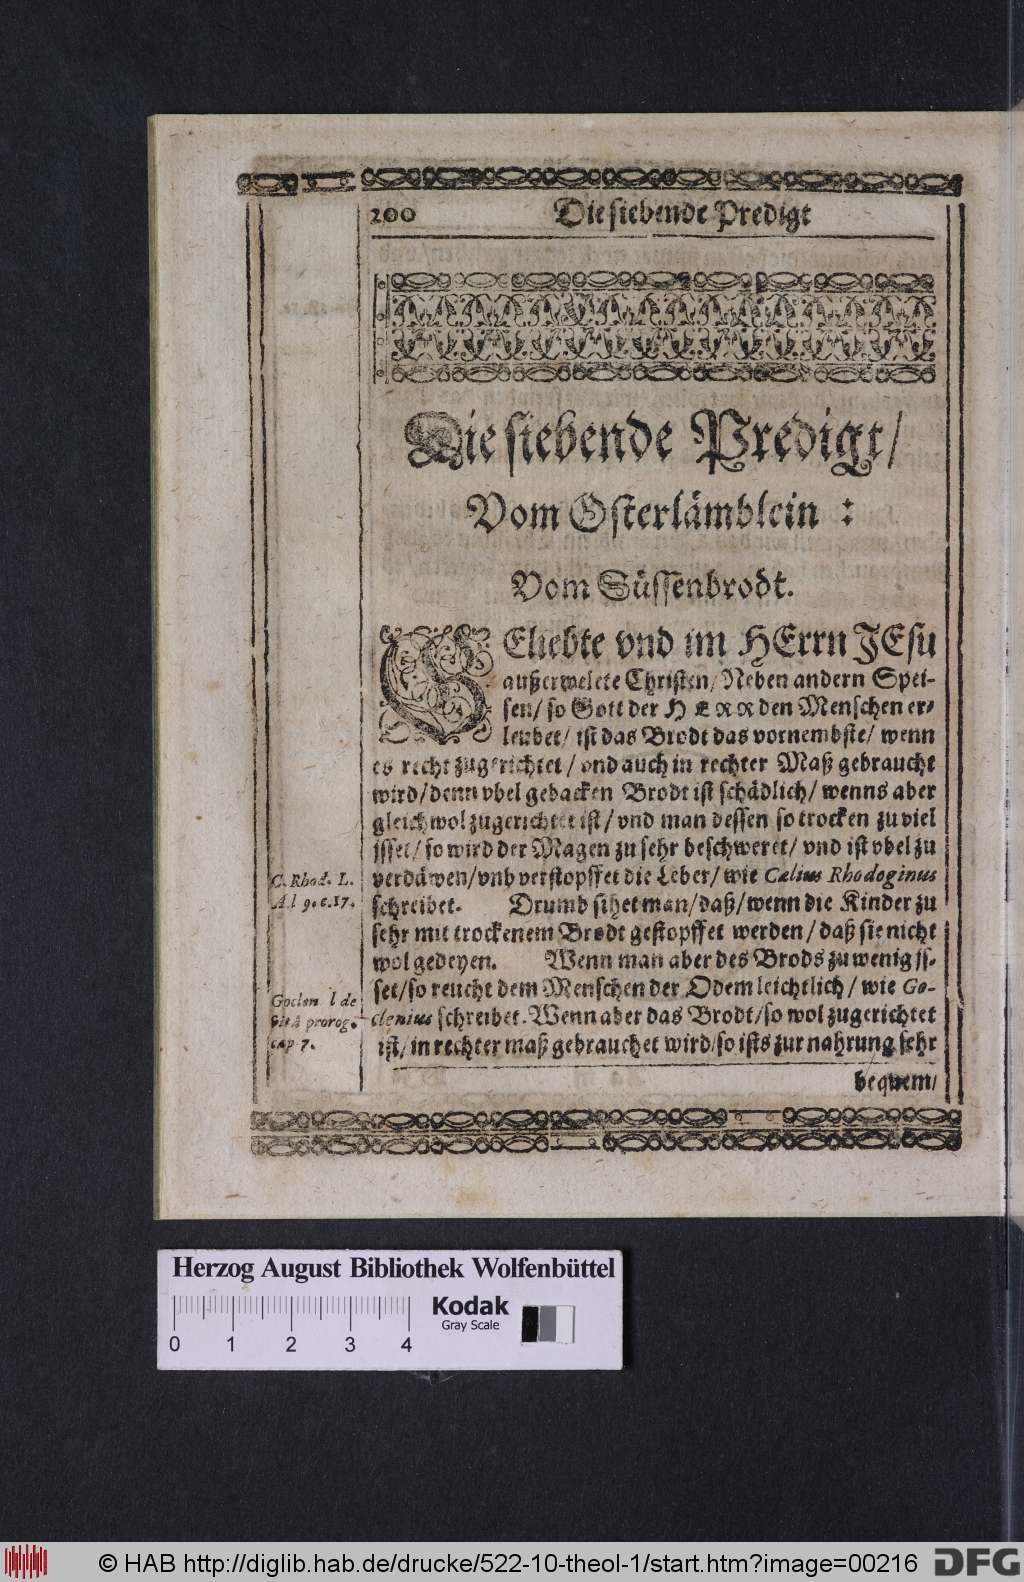 200 Die siebende Predigt
Die siebende Predigt/
Vom Osterlämblein :
Vom Süssenbrodt.
GEliebte vnd im HErrn JEsu
außerwelete Christen/ Neben andern Spei-
sen/ so Gott der HERR den Menschen er-
leubet/ ist das Brodt das vornembste/ wenn
es recht zugerichtet/ vnd auch in rechter Maß gebraucht
wird/ denn vbel gebacken Brodt ist schädlich/ wenns aber
gleich wol zugerichtet ist/ vnd man dessen so trocken zu viel
jsset/ so wird der Magen zu sehr beschweret/ vnd ist vbel zu
verdäwen/ vnb verstopffet die Leber/ wie Cælius Rhodoginus
schreibet. Drumb sihet man/ daß/ wenn die Kinder zu
sehr mit trockenem Brodt gestopffet werden/ daß sie nicht
wol gedeyen. Wenn man aber des Brods zu wenig js-
set/ so reucht dem Menschen der Odem leichtlich/ wie Go-
clenius schreibet. Wenn aber das Brodt/ so wol zugerichtet
ist/ in rechter maß gebrauchet wird/ so ists zur nahrung sehr
bequem/
C. Rhod. L.
A. l 9. c. 17.
Goclen l de
vitâ prorog.
cap 7.
Herzog August Bibliothek Wolfenbüttel
Kodak
Gray Scale
0 1 2 3 4
© HAB http://diglib.hab.de/drucke/522-10-theol-1/start.htm?image=00216
DFG